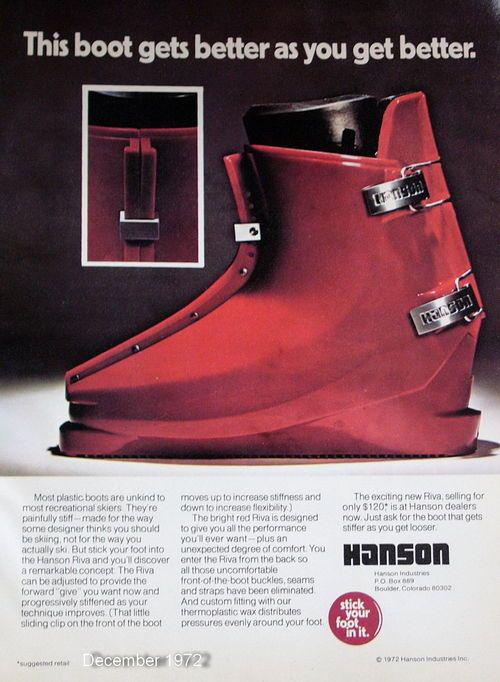 This boot gets better as you get better.
HANSON
HANSON
Most plastic boots are unkind to
most recreational skiers. They're
painfully stiff—made for the way
some designer thinks you should
be skiing, not for the way you
actually ski. But stick your foot into
the Hanson Riva and you'll discover
a remarkable concept: The Riva
can be adjusted to provide the
forward "give" you want now and
progressively stiffened as your
technique improves. (That little
sliding clip on the front of the boot
moves up to increase stiffness and
down to increase flexibility.)
The bright red Riva is designed
to give you all the performance
you'll ever want—plus an
unexpected degree of comfort. You
enter the Riva from the back so
all those uncomfortable
front-of-the-boot buckles, seams
and straps have been eliminated.
And custom fitting with our
thermoplastic wax distributes
pressures evenly around your foot.
The exciting new Riva, selling for
only $120* is at Hanson dealers
now. Just ask for the boot that gets
stiffer as you get looser.
HANSON
Hanson Industries
P.O. Box 889
Boulder, Colorado 80302
stick
your
foot
in it.
*suggested retail
December 1972
© 1972 Hanson Industries Inc.